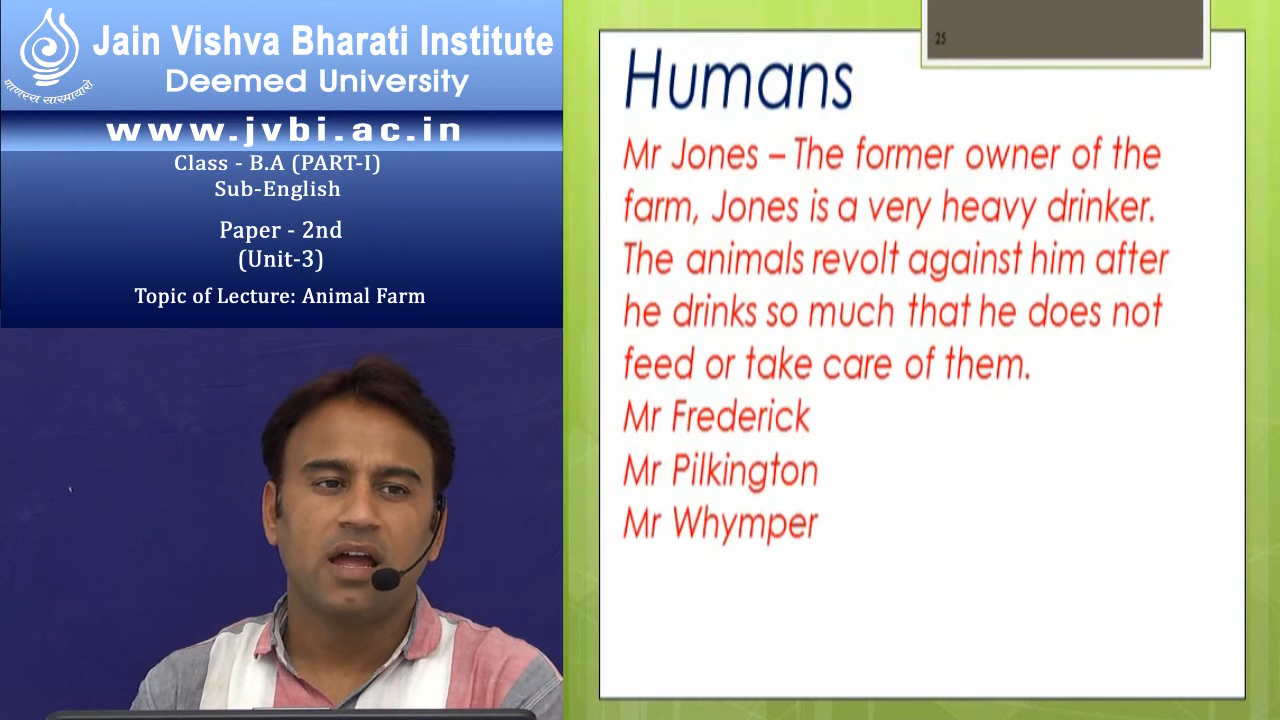 Jain Vishva Bharati Institute
Deemed University
णाणस्स सारमायारो
www.jvbi.ac.in
Class - B.A (PART-I)
Sub-English
Paper - 2nd
(Unit-3)
Topic of Lecture: Animal Farm
25
Humans
Mr Jones – The former owner of the
farm, Jones is a very heavy drinker.
The animals revolt against him after
he drinks so much that he does not
feed or take care of them.
Mr Frederick
Mr Pilkington
Mr Whymper